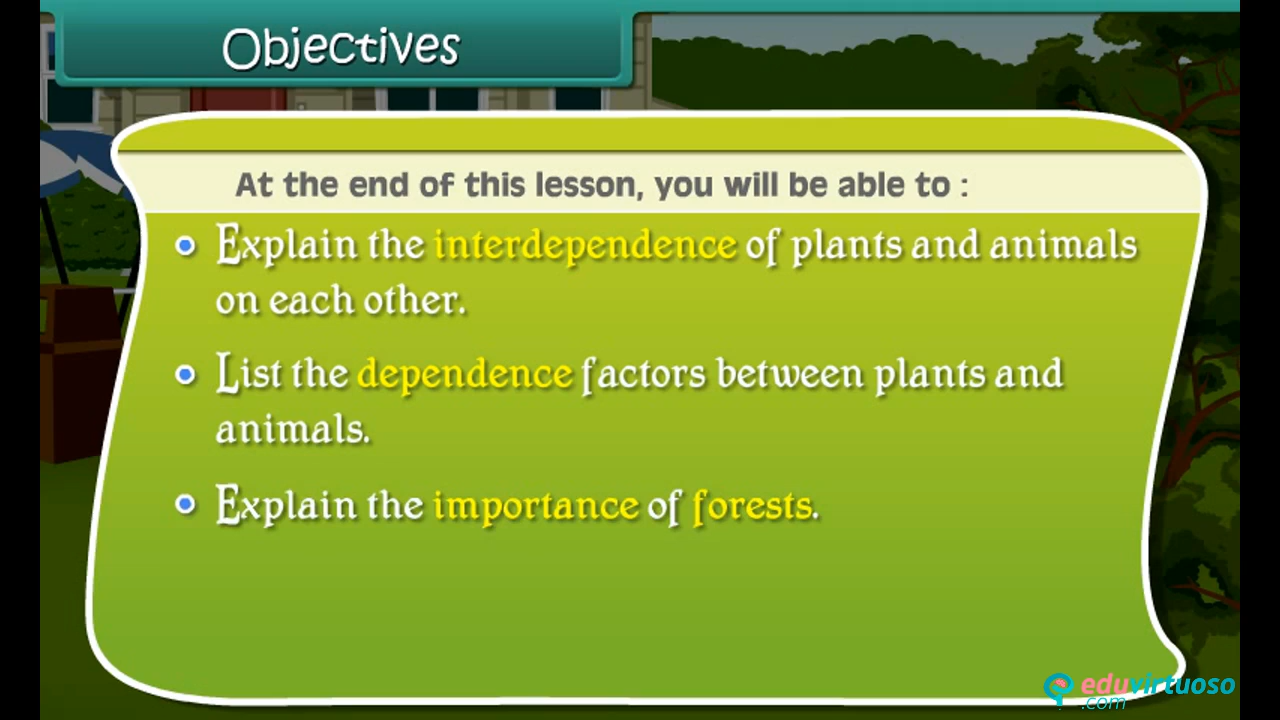 Objectives
At the end of this lesson, you will be able to :
Explain the interdependence of plants and animals
on each other.
List the dependence factors between plants and
animals.
Explain the importance of forests.
eduvirtuoso
.com